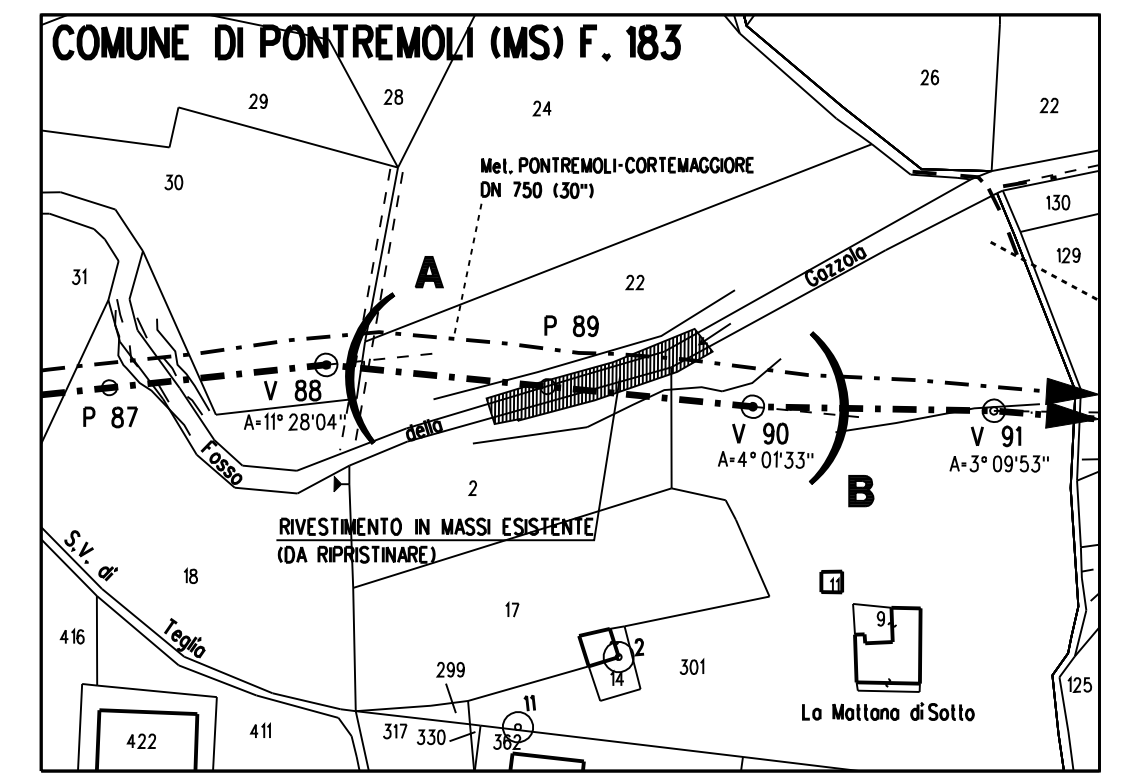 COMUNE DI PONTREMOLI (MS) F. 183
26
29
28
24
22
Met. PONTREMOLI-CORTEMAGGIORE
DN 750 (30")
30
130
129
31
A
22
Gazzola
P 89
V 88
A=11° 28'04"
P 87
della
V 90
A=4° 01'33"
V 91
A=3° 09'53"
Fosso
2
B
RIVESTIMENTO IN MASSI ESISTENTE
(DA RIPRISTINARE)
S.V. di
Teglia
18
11
17
9
416
2
299
14
301
125
La Mattana di Sotto
11
422
411
317
330
362